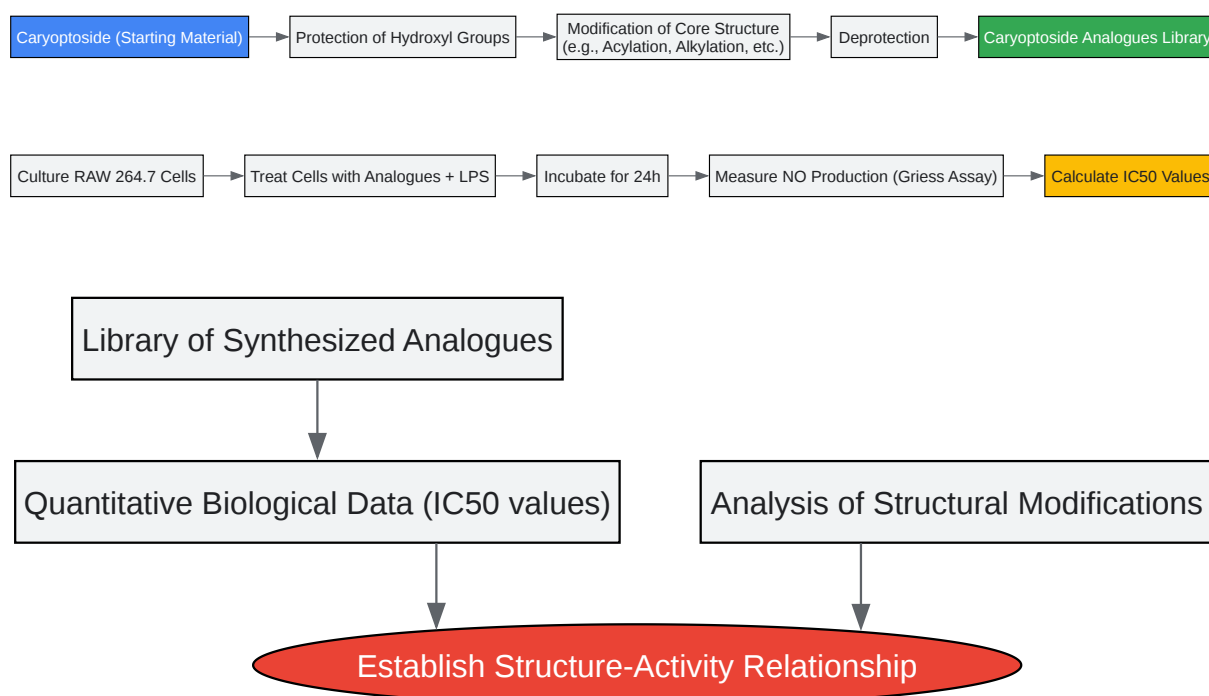 Caryoptoside (Starting Material)
Protection of Hydroxyl Groups
Modification of Core Structure
(e.g., Acylation, Alkylation, etc.)
Deprotection
Caryoptoside Analogues Library
Culture RAW 264.7 Cells
Treat Cells with Analogues + LPS
Incubate for 24h
Measure NO Production (Griess Assay)
Calculate IC50 Values
Library of Synthesized Analogues
Quantitative Biological Data (IC50 values)
Analysis of Structural Modifications
Establish Structure-Activity Relationship